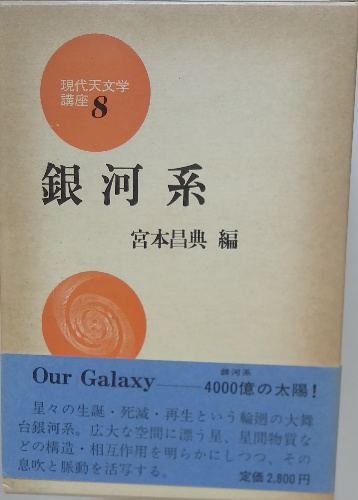 現代天文学
講座8
銀河系
宮本昌典 編
銀河系
Our Galaxy——4000億の太陽!
星々の生誕・死滅・再生という輪廻の大舞
台銀河系。広大な空間に漂う星、星間物質な
どの構造・相互作用を明らかにしつつ、その
息吹と脈動を活写する。
定価2.800円